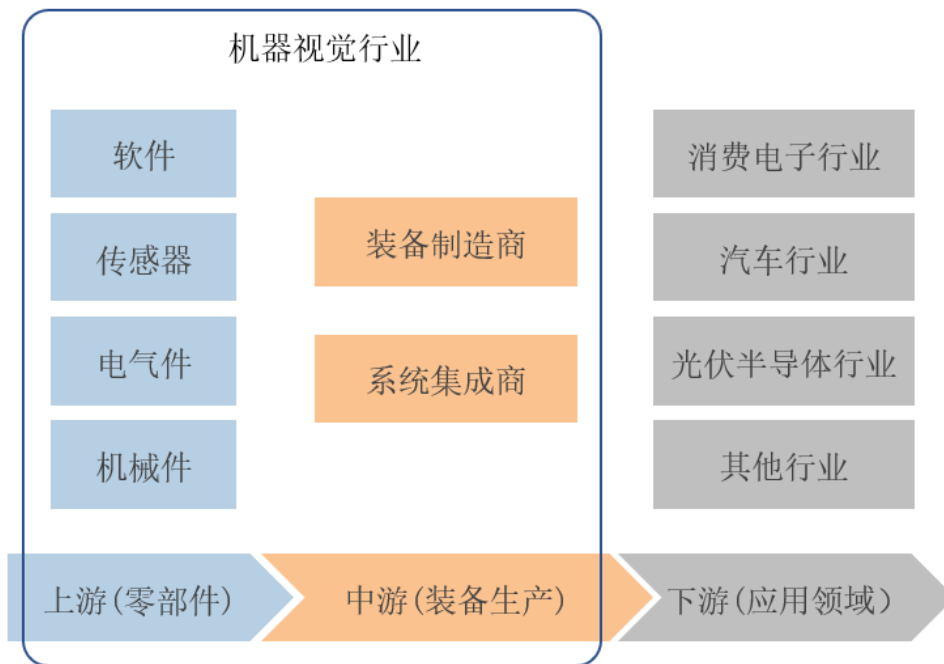 机器视觉行业
软件
传感器
电气件
机械件
装备制造商
系统集成商
消费电子行业
汽车行业
光伏半导体行业
其他行业
上游(零部件)
中游(装备生产)
下游(应用领域）